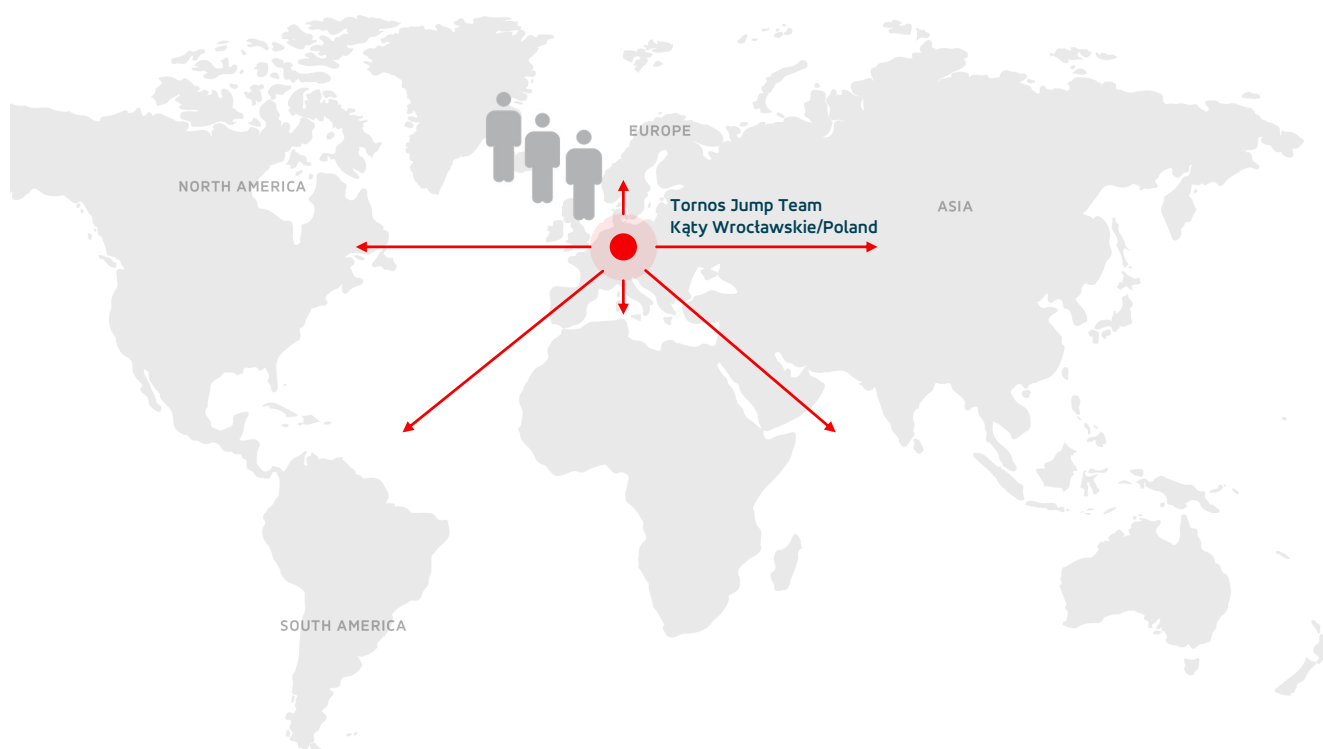 EUROPE
NORTH AMERICA
Tornos Jump Team
Kąty Wrocławskie/Poland
ASIA
SOUTH AMERICA